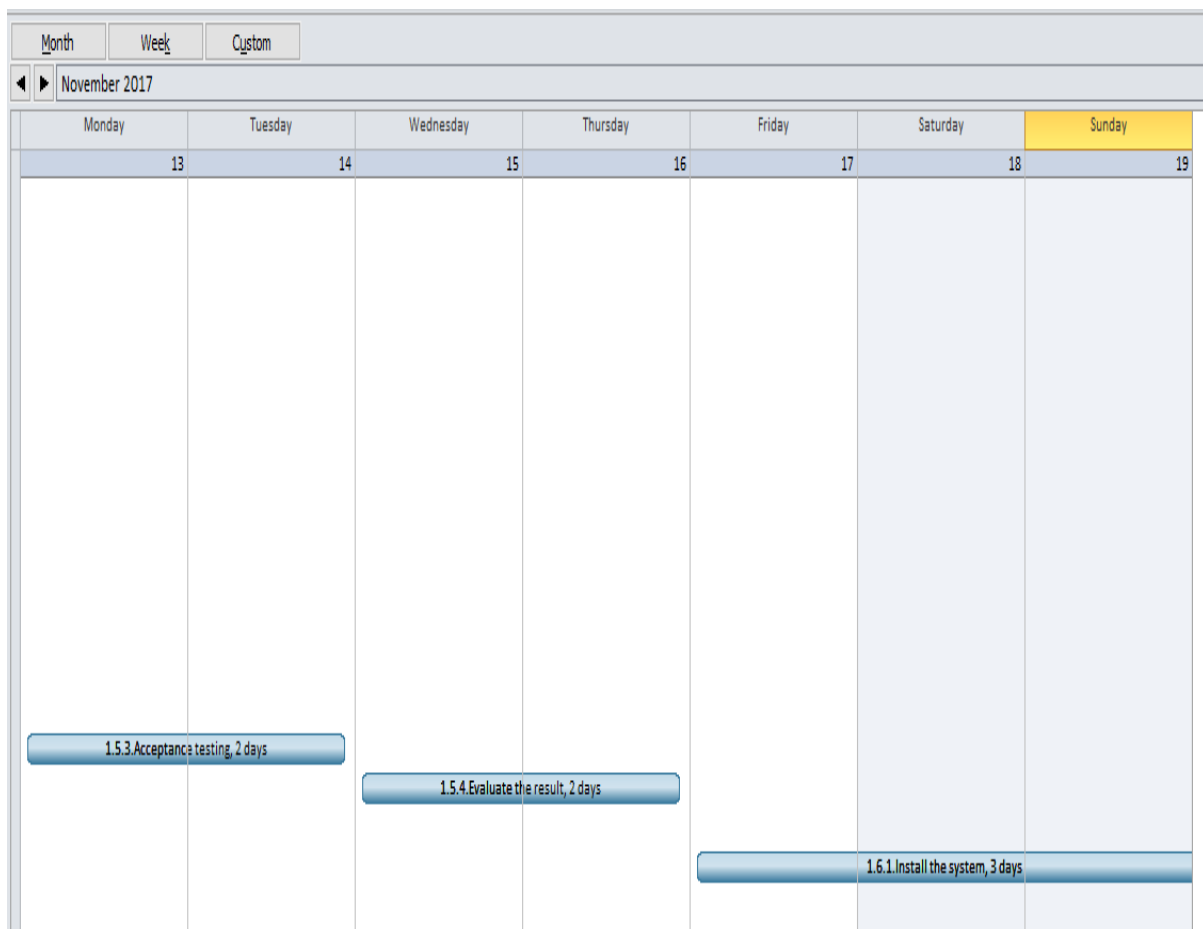 Month Week Custom
November 2017
Monday Tuesday Wednesday Thursday Friday Saturday Sunday
13 14 15 16 17 18 19
1.5.3.Acceptance testing, 2 days
1.5.4.Evaluate the result, 2 days
1.6.1.Install the system, 3 days